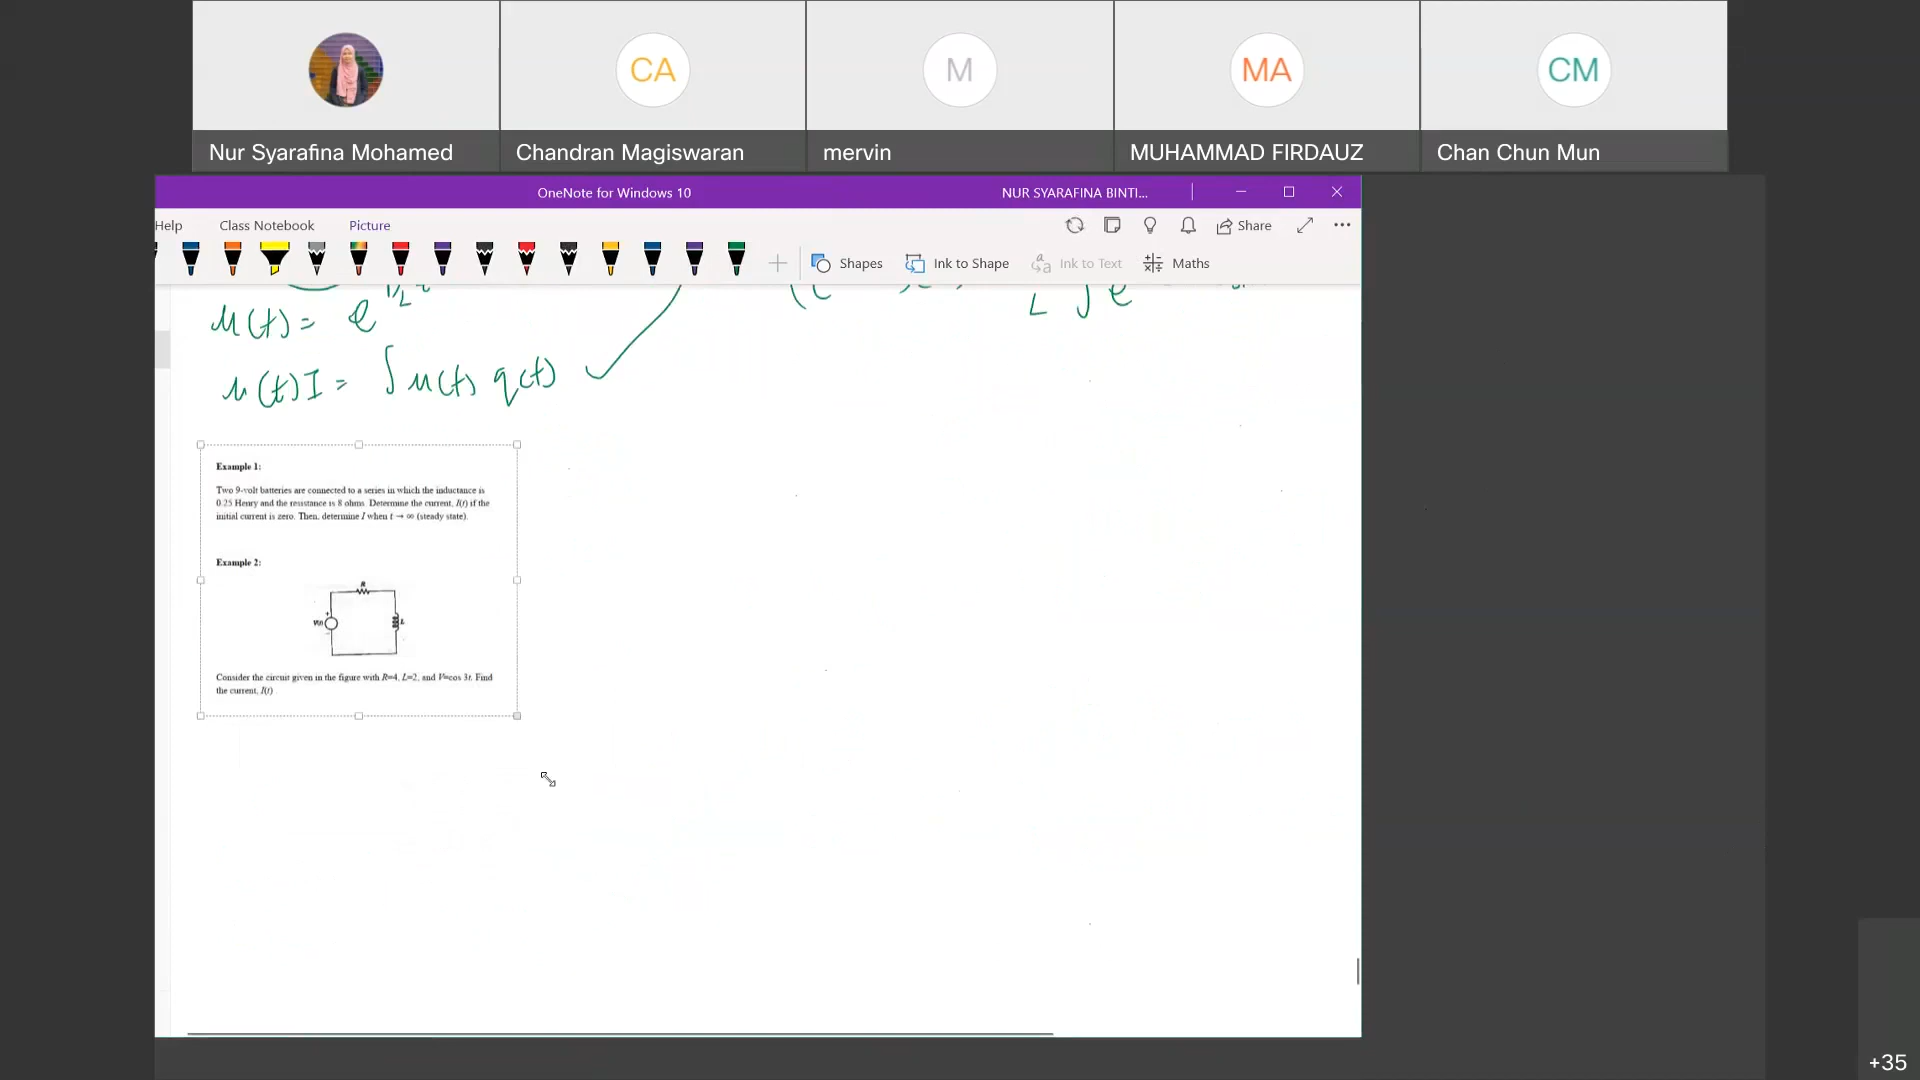 CA
M
MA
CM
Nur Syarafina Mohamed
Chandran Magiswaran
mervin
MUHAMMAD FIRDAUZ
Chan Chun Mun
OneNote for Windows 10
NUR SYARAFINA BINTI...
Help
Class Notebook
Picture
Share
Shapes
Ink to Shape
Ink to Text
Maths
μ(t) = e
L ∫ e
μ(t)I = ∫ μ(t) q(t)
Example 1:
Two 9-volt batteries are connected to a series in which the inductance is
0.25 Henry and the resistance is 8 ohms. Determine the current, I(t) if the
initial current is zero. Then, determine I when t → ∞ (steady state).
Example 2:
R
+
V(t)
L
Consider the circuit given in the figure with R=4, L=2, and V=cos 3t. Find
the current, I(t)
+35